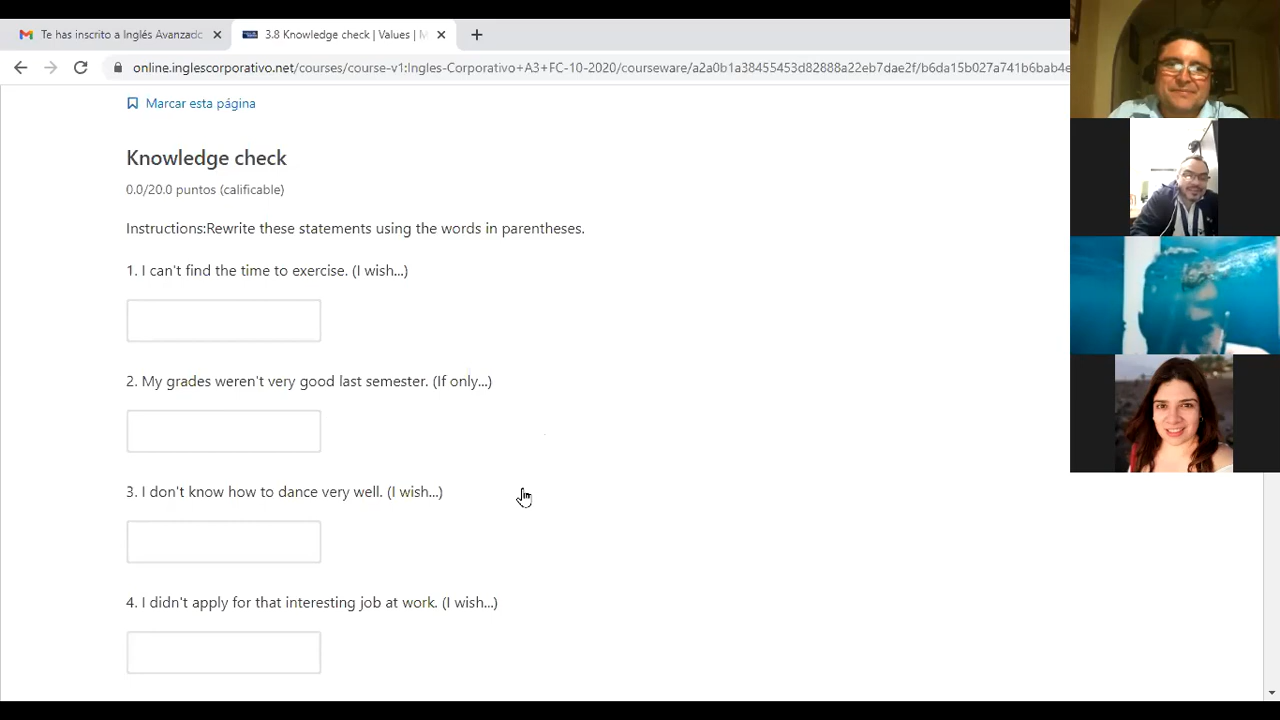 Te has inscrito a Inglés Avanzado
3.8 Knowledge check | Values |
online.inglescorporativo.net/courses/course-v1:Ingles-Corporativo+A3+FC-10-2020/courseware/a2a0b1a38455453d82888a22eb7dae2f/b6da15b027a741b6bab4e
Marcar esta página
Knowledge check
0.0/20.0 puntos (calificable)
Instructions:Rewrite these statements using the words in parentheses.
1. I can't find the time to exercise. (I wish...)
2. My grades weren't very good last semester. (If only...)
3. I don't know how to dance very well. (I wish...)
4. I didn't apply for that interesting job at work. (I wish...)